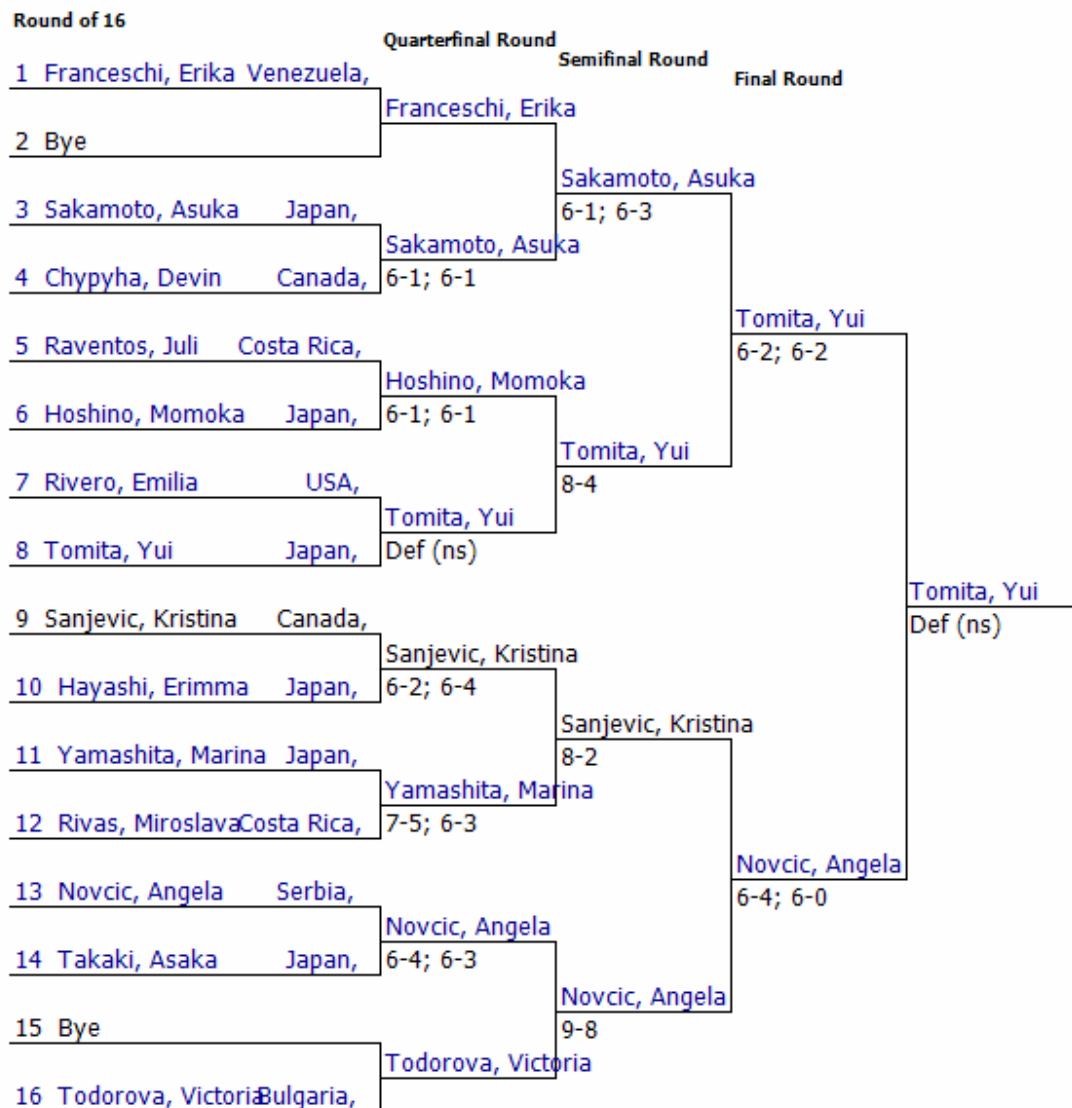 Round of 16
Quarterfinal Round
Semifinal Round
Final Round
1 Franceschi, Erika Venezuela,
Franceschi, Erika
2 Bye
Sakamoto, Asuka
3 Sakamoto, Asuka Japan,
6-1; 6-3
Sakamoto, Asuka
4 Chypyha, Devin Canada,
6-1; 6-1
Tomita, Yui
5 Raventos, Juli Costa Rica,
6-2; 6-2
Hoshino, Momoka
6 Hoshino, Momoka Japan,
6-1; 6-1
Tomita, Yui
7 Rivero, Emilia USA,
8-4
Tomita, Yui
8 Tomita, Yui Japan,
Def (ns)
Tomita, Yui
9 Sanjevic, Kristina Canada,
Def (ns)
Sanjevic, Kristina
10 Hayashi, Erimma Japan,
6-2; 6-4
Sanjevic, Kristina
11 Yamashita, Marina Japan,
8-2
Yamashita, Marina
12 Rivas, Miroslava Costa Rica,
7-5; 6-3
Novcic, Angela
13 Novcic, Angela Serbia,
6-4; 6-0
Novcic, Angela
14 Takaki, Asaka Japan,
6-4; 6-3
Novcic, Angela
15 Bye
9-8
Todorova, Victoria
16 Todorova, Victoria Bulgaria,